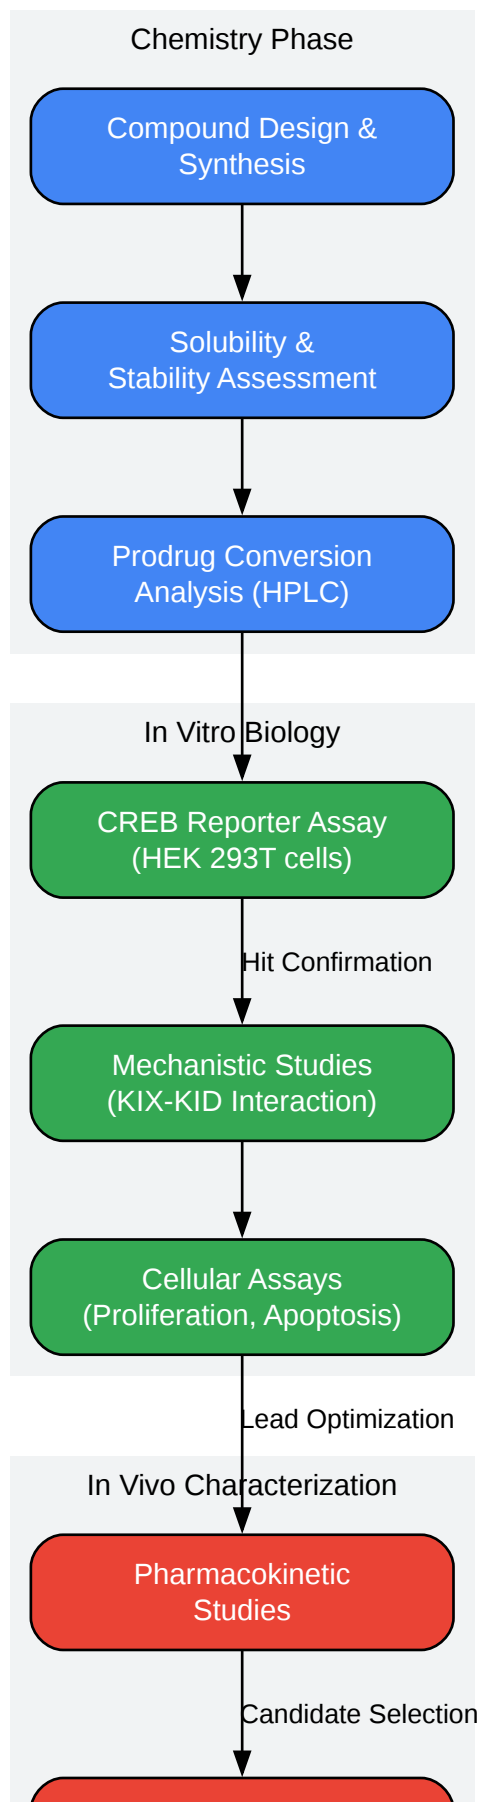 Chemistry Phase
Compound Design &
Synthesis
Solubility &
Stability Assessment
Prodrug Conversion
Analysis (HPLC)
In Vitro Biology
CREB Reporter Assay
(HEK 293T cells)
Hit Confirmation
Mechanistic Studies
(KIX-KID Interaction)
Cellular Assays
(Proliferation, Apoptosis)
Lead Optimization
In Vivo Characterization
Pharmacokinetic
Studies
Candidate Selection